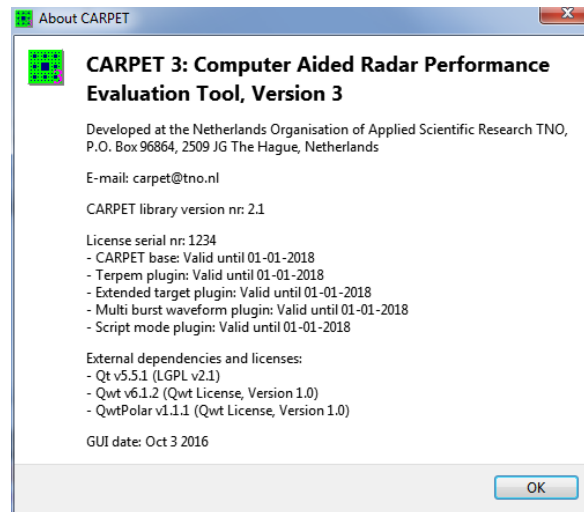 About CARPET
CARPET 3: Computer Aided Radar Performance
Evaluation Tool, Version 3
Developed at the Netherlands Organisation of Applied Scientific Research TNO,
P.O. Box 96864, 2509 JG The Hague, Netherlands
E-mail: carpet@tno.nl
CARPET library version nr: 2.1
License serial nr: 1234
- CARPET base: Valid until 01-01-2018
- Terpem plugin: Valid until 01-01-2018
- Extended target plugin: Valid until 01-01-2018
- Multi burst waveform plugin: Valid until 01-01-2018
- Script mode plugin: Valid until 01-01-2018
External dependencies and licenses:
- Qt v5.5.1 (LGPL v2.1)
- Qwt v6.1.2 (Qwt License, Version 1.0)
- QwtPolar v1.1.1 (Qwt License, Version 1.0)
GUI date: Oct 3 2016
OK